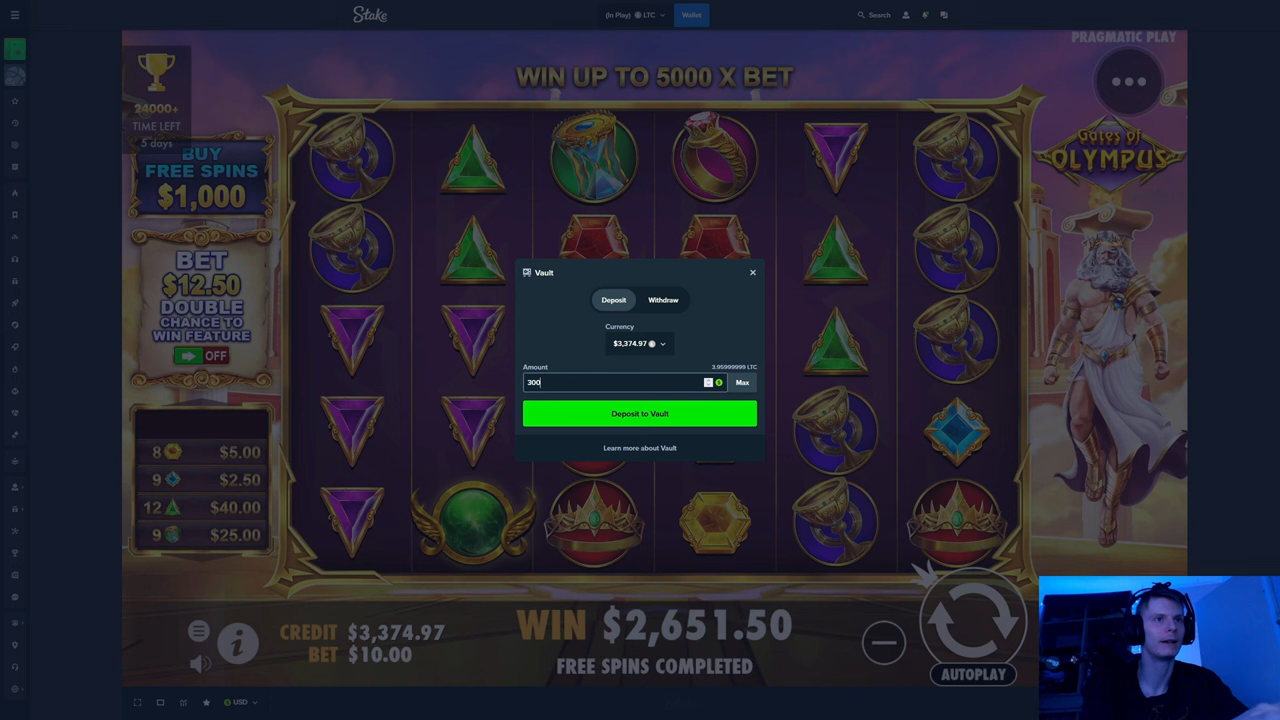 Stake
(In Play) LTC
Wallet
Search
PRAGMATIC PLAY
WIN UP TO 5000 X BET
24000+
TIME LEFT
5 days
BUY
FREE SPINS
$1,000
BET
$12.50
DOUBLE
CHANCE TO
WIN FEATURE
OFF
8 $5.00
9 $2.50
12 $40.00
9 $25.00
Gates of
OLYMPUS
Vault
Deposit
Withdraw
Currency
$3,374.97
Amount
3.95999999 LTC
300
Max
Deposit to Vault
Learn more about Vault
CREDIT $3,374.97
BET $10.00
WIN $2,651.50
FREE SPINS COMPLETED
AUTOPLAY
USD